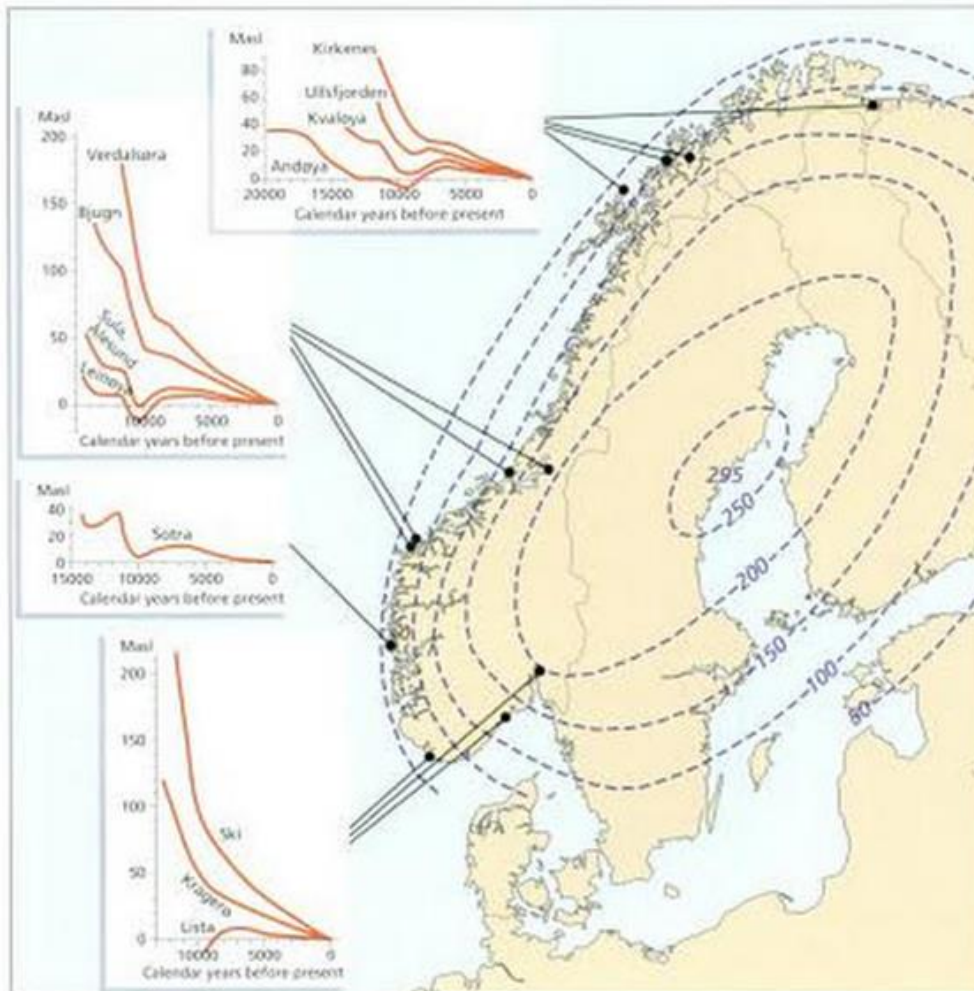 Masl
Kirkenes
80
60
Ullsfjorden
40
Kvaløya
20
Andøya
0
20000 15000 10000 5000 0
Calendar years before present
Masl
200
Verdalsøra
150
Bjugn
100
50
Sula,
Ålesund
Leinøya
0
10000 5000 0
Calendar years before present
Masl
40
20
Sotra
0
15000 10000 5000 0
Calendar years before present
Masl
200
150
100
Ski
50
Kragerø
Lista
0
10000 5000 0
Calendar years before present
295
250
200
150
100
80